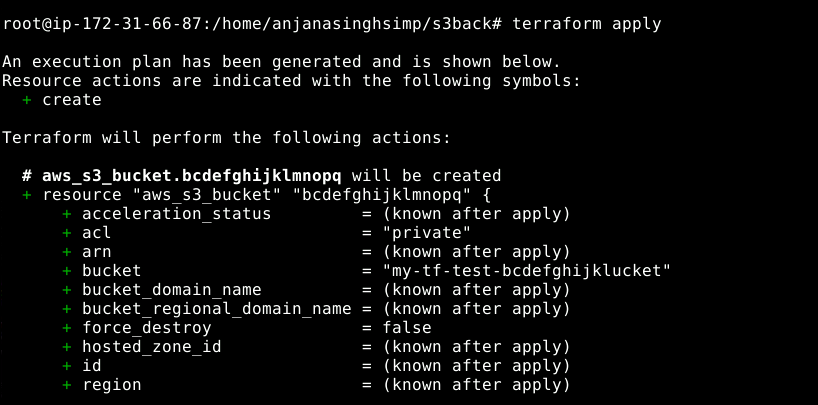 root@ip-172-31-66-87:/home/anjanasinghsimp/s3back# terraform apply
An execution plan has been generated and is shown below.
Resource actions are indicated with the following symbols:
+ create
Terraform will perform the following actions:
# aws_s3_bucket.bcdefghijklmnopq will be created
+ resource "aws_s3_bucket" "bcdefghijklmnopq" {
+ acceleration_status = (known after apply)
+ acl = "private"
+ arn = (known after apply)
+ bucket = "my-tf-test-bcdefghijklucket"
+ bucket_domain_name = (known after apply)
+ bucket_regional_domain_name = (known after apply)
+ force_destroy = false
+ hosted_zone_id = (known after apply)
+ id = (known after apply)
+ region = (known after apply)